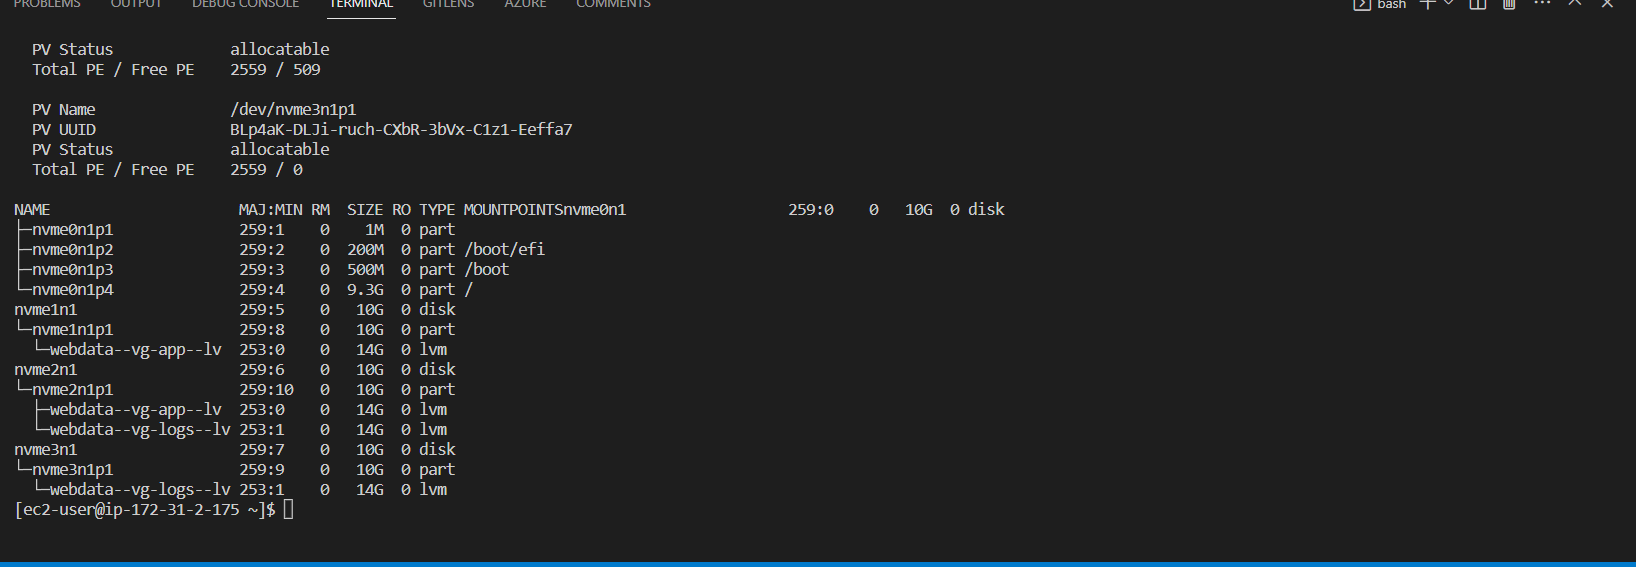 PROBLEMS OUTPUT DEBUG CONSOLE TERMINAL GITLENS AZURE COMMENTS bash
PV Status allocatable
Total PE / Free PE 2559 / 509
PV Name /dev/nvme3n1p1
PV UUID BLp4aK-DLJi-ruch-CXbR-3bVx-C1z1-Eeffa7
PV Status allocatable
Total PE / Free PE 2559 / 0
NAME MAJ:MIN RM SIZE RO TYPE MOUNTPOINTSnvme0n1 259:0 0 10G 0 disk
├─nvme0n1p1 259:1 0 1M 0 part
├─nvme0n1p2 259:2 0 200M 0 part /boot/efi
├─nvme0n1p3 259:3 0 500M 0 part /boot
└─nvme0n1p4 259:4 0 9.3G 0 part /
nvme1n1 259:5 0 10G 0 disk
└─nvme1n1p1 259:8 0 10G 0 part
└─webdata--vg-app--lv 253:0 0 14G 0 lvm
nvme2n1 259:6 0 10G 0 disk
└─nvme2n1p1 259:10 0 10G 0 part
├─webdata--vg-app--lv 253:0 0 14G 0 lvm
└─webdata--vg-logs--lv 253:1 0 14G 0 lvm
nvme3n1 259:7 0 10G 0 disk
└─nvme3n1p1 259:9 0 10G 0 part
└─webdata--vg-logs--lv 253:1 0 14G 0 lvm
[ec2-user@ip-172-31-2-175 ~]$